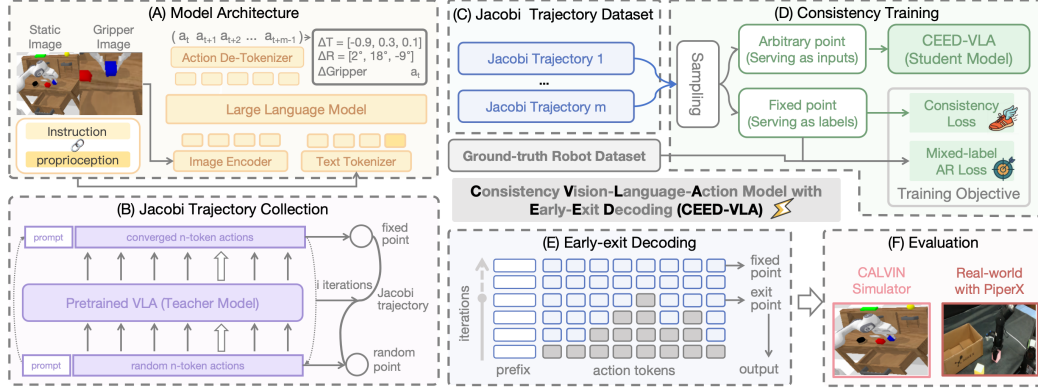 (A) Model Architecture
Static Image
Gripper Image
( a_t a_{t+1} a_{t+2} ... a_{t+m-1})
Action De-Tokenizer
ΔT = [-0.9, 0.3, 0.1]
ΔR = [2°, 18°, -9°]
ΔGripper a_t
Large Language Model
Instruction
proprioception
Image Encoder
Text Tokenizer
(B) Jacobi Trajectory Collection
prompt
converged n-token actions
fixed point
Pretrained VLA (Teacher Model)
i iterations
Jacobi trajectory
prompt
random n-token actions
random point
(C) Jacobi Trajectory Dataset
Jacobi Trajectory 1
...
Jacobi Trajectory m
Ground-truth Robot Dataset
Sampling
(D) Consistency Training
Arbitrary point
(Serving as inputs)
CEED-VLA
(Student Model)
Fixed point
(Serving as labels)
Consistency
Loss
Mixed-label
AR Loss
Training Objective
Consistency Vision-Language-Action Model with
Early-Exit Decoding (CEED-VLA)
(E) Early-exit Decoding
iterations
fixed point
exit point
prefix
action tokens
output
(F) Evaluation
CALVIN
Simulator
Real-world
with PiperX